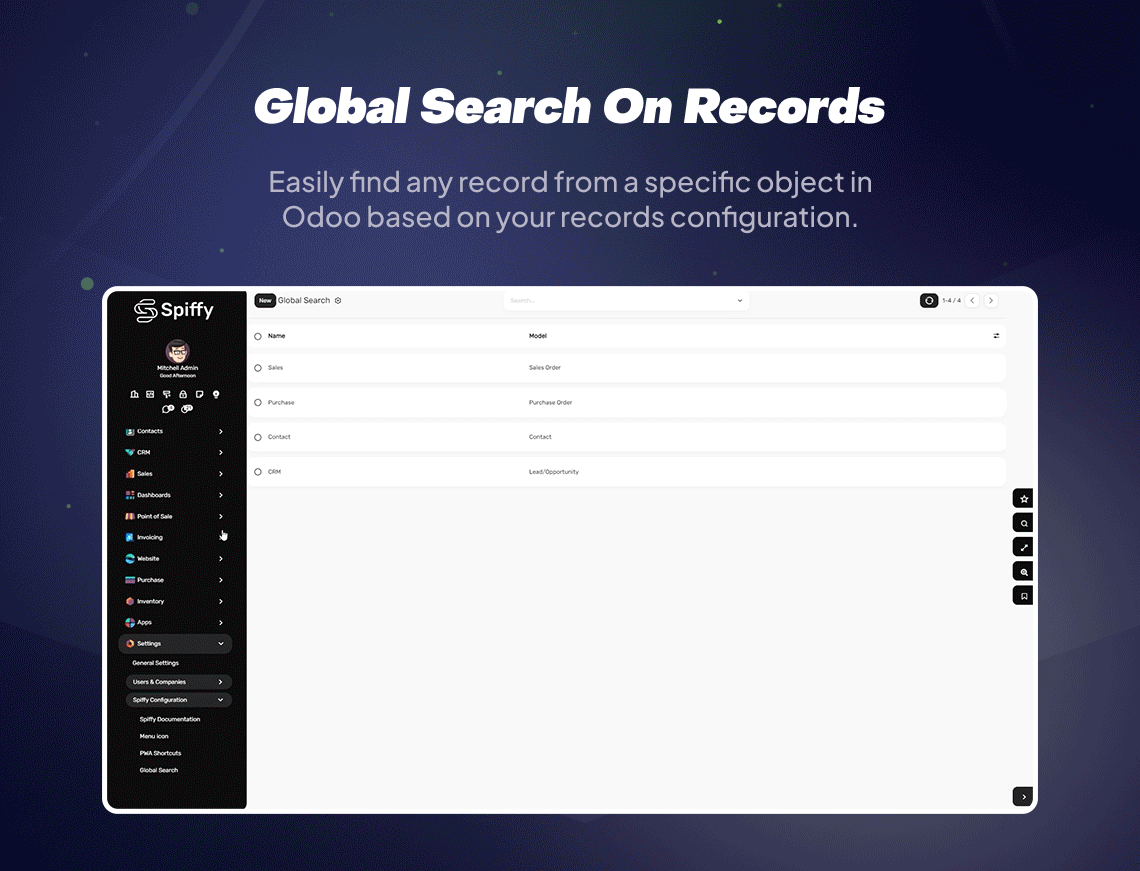 Global Search On Records
Easily find any record from a specific object in
Odoo based on your records configuration.
Spiffy
Mitchell Admin
Good Afternoon
Contacts
CRM
Sales
Dashboards
Point of Sale
Invoicing
Website
Purchase
Inventory
Apps
Settings
General Settings
Users & Companies
Spiffy Configuration
Spiffy Documentation
Menu icon
PWA Shortcuts
Global Search
New Global Search
Search...
1-4 / 4
Name Model
Sales Sales Order
Purchase Purchase Order
Contact Contact
CRM Lead/Opportunity